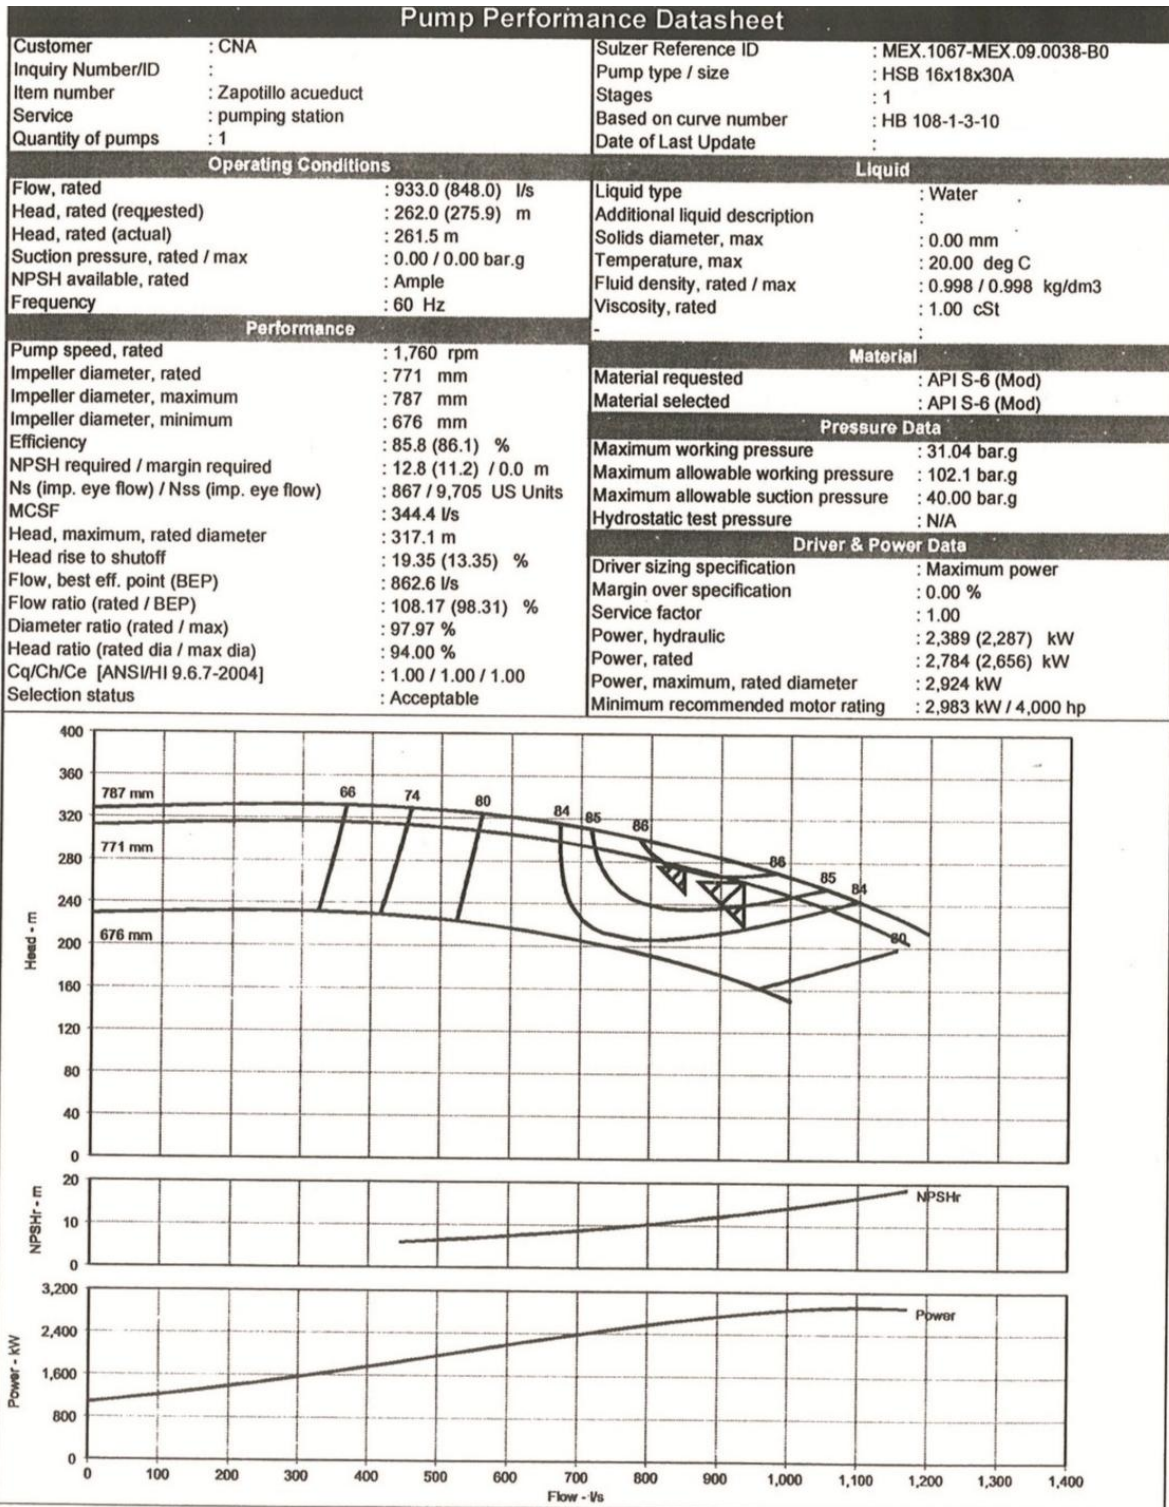 Pump Performance Datasheet
Customer : CNA
Inquiry Number/ID :
Item number : Zapotillo acueduct
Service : pumping station
Quantity of pumps : 1
Sulzer Reference ID : MEX.1067-MEX.09.0038-B0
Pump type / size : HSB 16x18x30A
Stages : 1
Based on curve number : HB 108-1-3-10
Date of Last Update :
Operating Conditions
Flow, rated : 933.0 (848.0) l/s
Head, rated (requested) : 262.0 (275.9) m
Head, rated (actual) : 261.5 m
Suction pressure, rated / max : 0.00 / 0.00 bar.g
NPSH available, rated : Ample
Frequency : 60 Hz
Performance
Pump speed, rated : 1,760 rpm
Impeller diameter, rated : 771 mm
Impeller diameter, maximum : 787 mm
Impeller diameter, minimum : 676 mm
Efficiency : 85.8 (86.1) %
NPSH required / margin required : 12.8 (11.2) / 0.0 m
Ns (imp. eye flow) / Nss (imp. eye flow) : 867 / 9,705 US Units
MCSF : 344.4 l/s
Head, maximum, rated diameter : 317.1 m
Head rise to shutoff : 19.35 (13.35) %
Flow, best eff. point (BEP) : 862.6 l/s
Flow ratio (rated / BEP) : 108.17 (98.31) %
Diameter ratio (rated / max) : 97.97 %
Head ratio (rated dia / max dia) : 94.00 %
Cq/Ch/Ce [ANSI/HI 9.6.7-2004] : 1.00 / 1.00 / 1.00
Selection status : Acceptable
Liquid
Liquid type : Water
Additional liquid description :
Solids diameter, max : 0.00 mm
Temperature, max : 20.00 deg C
Fluid density, rated / max : 0.998 / 0.998 kg/dm3
Viscosity, rated : 1.00 cSt
- :
Material
Material requested : API S-6 (Mod)
Material selected : API S-6 (Mod)
Pressure Data
Maximum working pressure : 31.04 bar.g
Maximum allowable working pressure : 102.1 bar.g
Maximum allowable suction pressure : 40.00 bar.g
Hydrostatic test pressure : N/A
Driver & Power Data
Driver sizing specification : Maximum power
Margin over specification : 0.00 %
Service factor : 1.00
Power, hydraulic : 2,389 (2,287) kW
Power, rated : 2,784 (2,656) kW
Power, maximum, rated diameter : 2,924 kW
Minimum recommended motor rating : 2,983 kW / 4,000 hp
400
360
320
280
240
200
160
120
80
40
0
Head - m
787 mm
771 mm
676 mm
66
74
80
84
85
86
86
85
84
80
20
10
0
NPSHr - m
NPSHr
3,200
2,400
1,600
800
0
Power - kW
Power
0 100 200 300 400 500 600 700 800 900 1,000 1,100 1,200 1,300 1,400
Flow - l/s